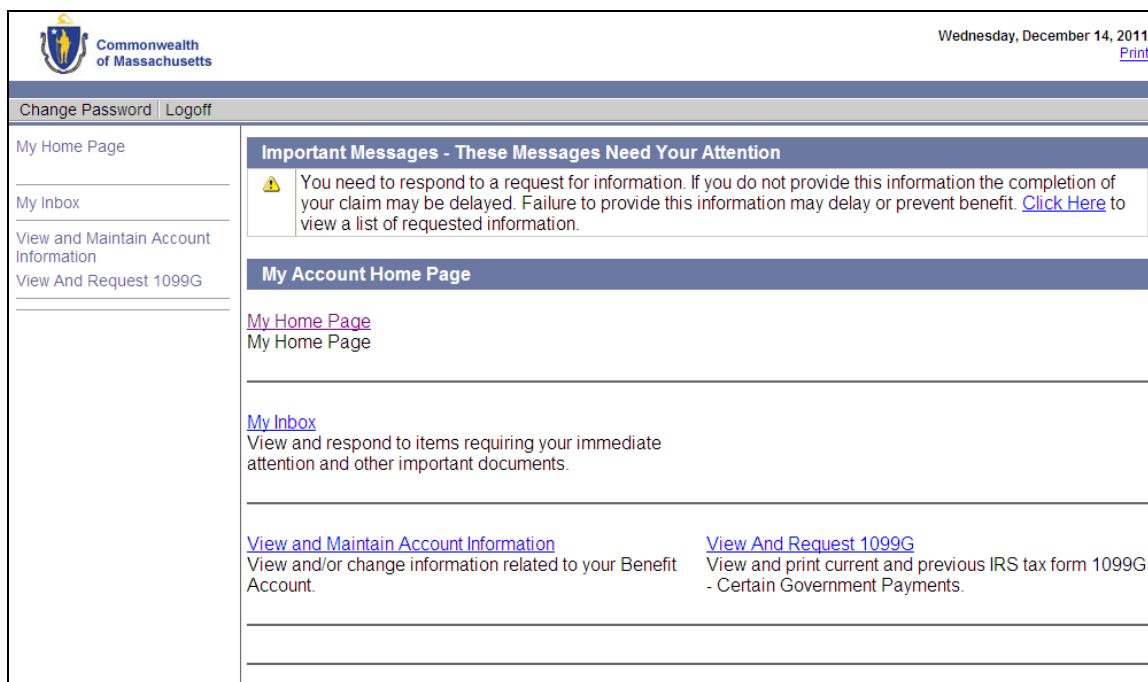 Commonwealth
of Massachusetts
Wednesday, December 14, 2011
Print
Change Password | Logoff
My Home Page
My Inbox
View and Maintain Account
Information
View And Request 1099G
Important Messages - These Messages Need Your Attention
You need to respond to a request for information. If you do not provide this information the completion of
your claim may be delayed. Failure to provide this information may delay or prevent benefit. Click Here to
view a list of requested information.
My Account Home Page
My Home Page
My Home Page
My Inbox
View and respond to items requiring your immediate
attention and other important documents.
View and Maintain Account Information
View and/or change information related to your Benefit
Account.
View And Request 1099G
View and print current and previous IRS tax form 1099G
- Certain Government Payments.